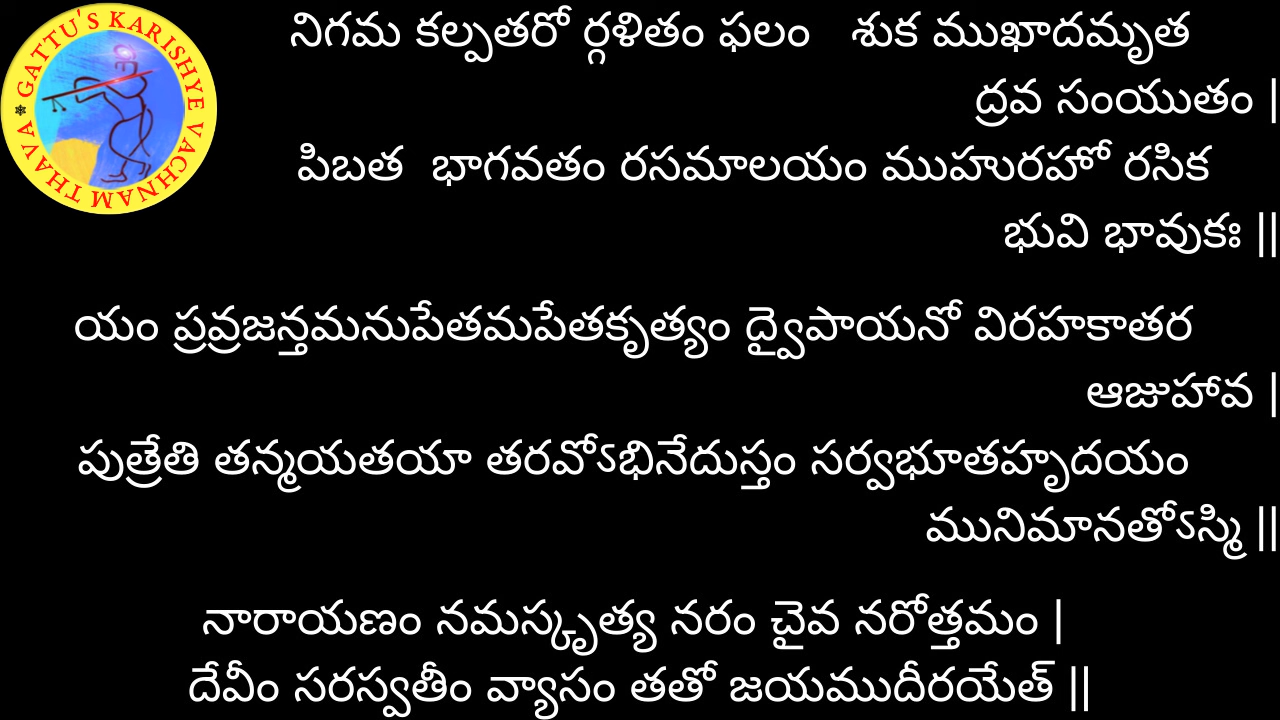 GATTU'S KARISHYE VACHNAM THAVA
నిగమ కల్పతరో ర్గళితం ఫలం శుక ముఖాదమృత
ద్రవ సంయుతం |
పిబత భాగవతం రసమాలయం ముహురహో రసిక
భువి భావుకః ||
యం ప్రవ్రజన్తమనుపేతమపేతకృత్యం ద్వైపాయనో విరహకాతర
ఆజుహావ |
పుత్రేతి తన్మయతయా తరవోఽభినేదుస్తం సర్వభూతహృదయం
మునిమానతోఽస్మి ||
నారాయణం నమస్కృత్య నరం చైవ నరోత్తమం |
దేవీం సరస్వతీం వ్యాసం తతో జయముదీరయేత్ ||